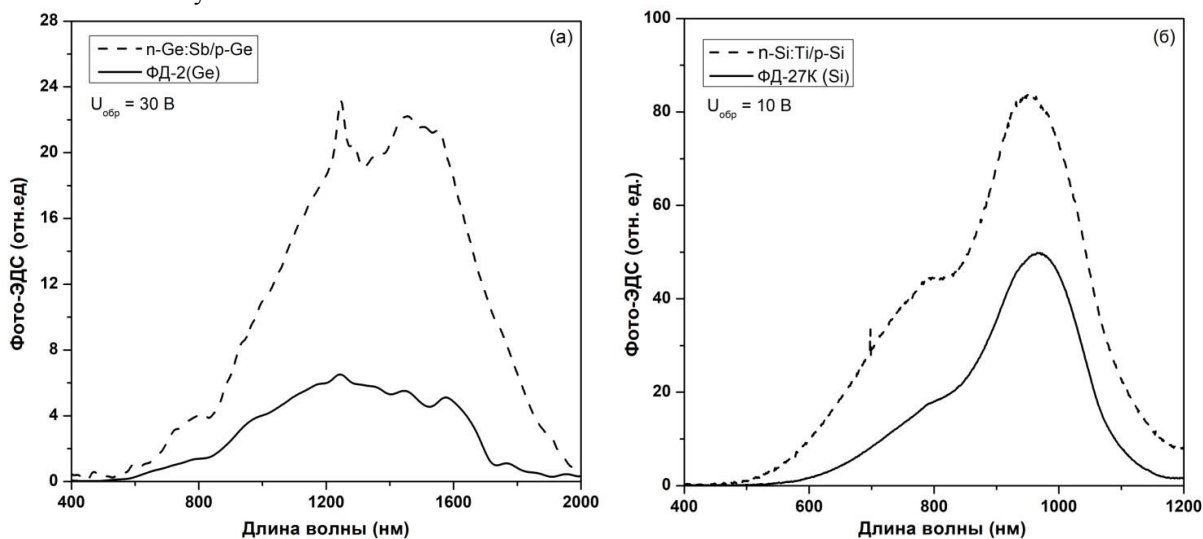 (а)
n-Ge:Sb/p-Ge
ФД-2(Ge)
Uобр = 30 В
Фото-ЭДС (отн.ед)
28
24
20
16
12
8
4
0
400 800 1200 1600 2000
Длина волны (нм)
(б)
n-Si:Ti/p-Si
ФД-27К (Si)
Uобр = 10 В
Фото-ЭДС (отн. ед.)
100
80
60
40
20
0
400 600 800 1000 1200
Длина волны (нм)